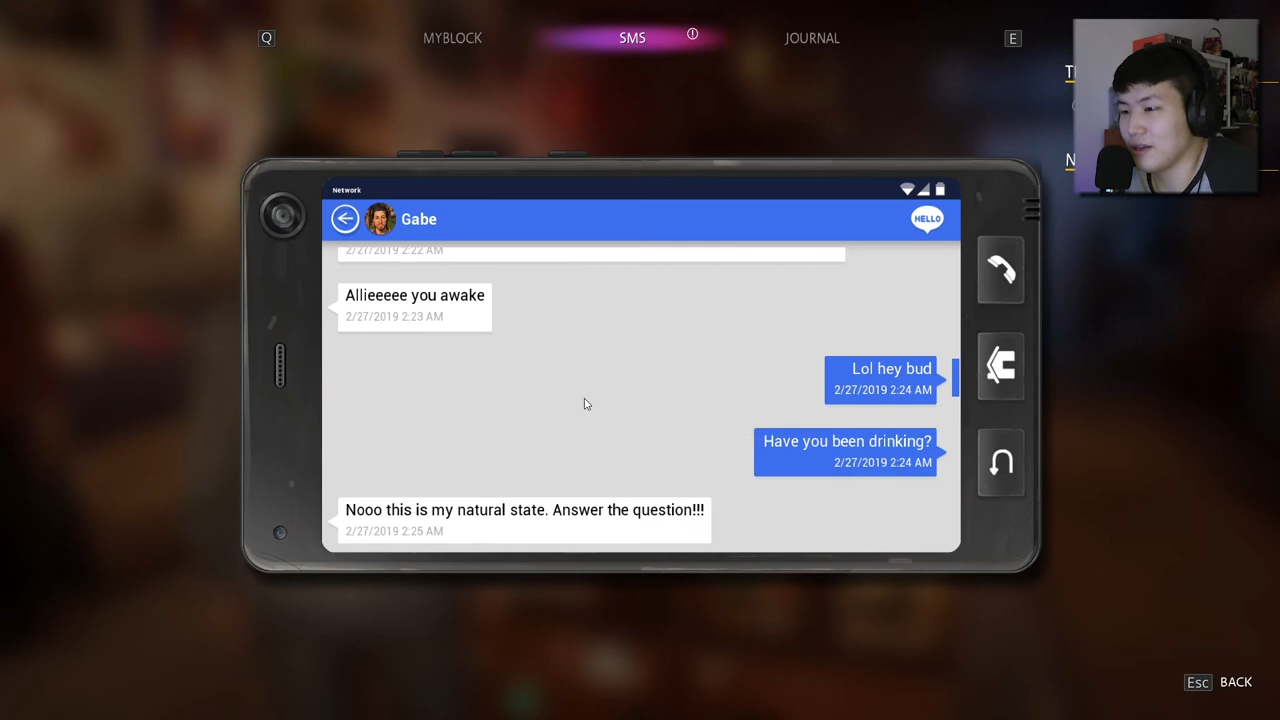 Q
MYBLOCK
SMS
!
JOURNAL
E
Network
Gabe
HELLO
2/27/2019 2:22 AM
Allieeeee you awake
2/27/2019 2:23 AM
Lol hey bud
2/27/2019 2:24 AM
Have you been drinking?
2/27/2019 2:24 AM
Nooo this is my natural state. Answer the question!!!
2/27/2019 2:25 AM
Esc BACK